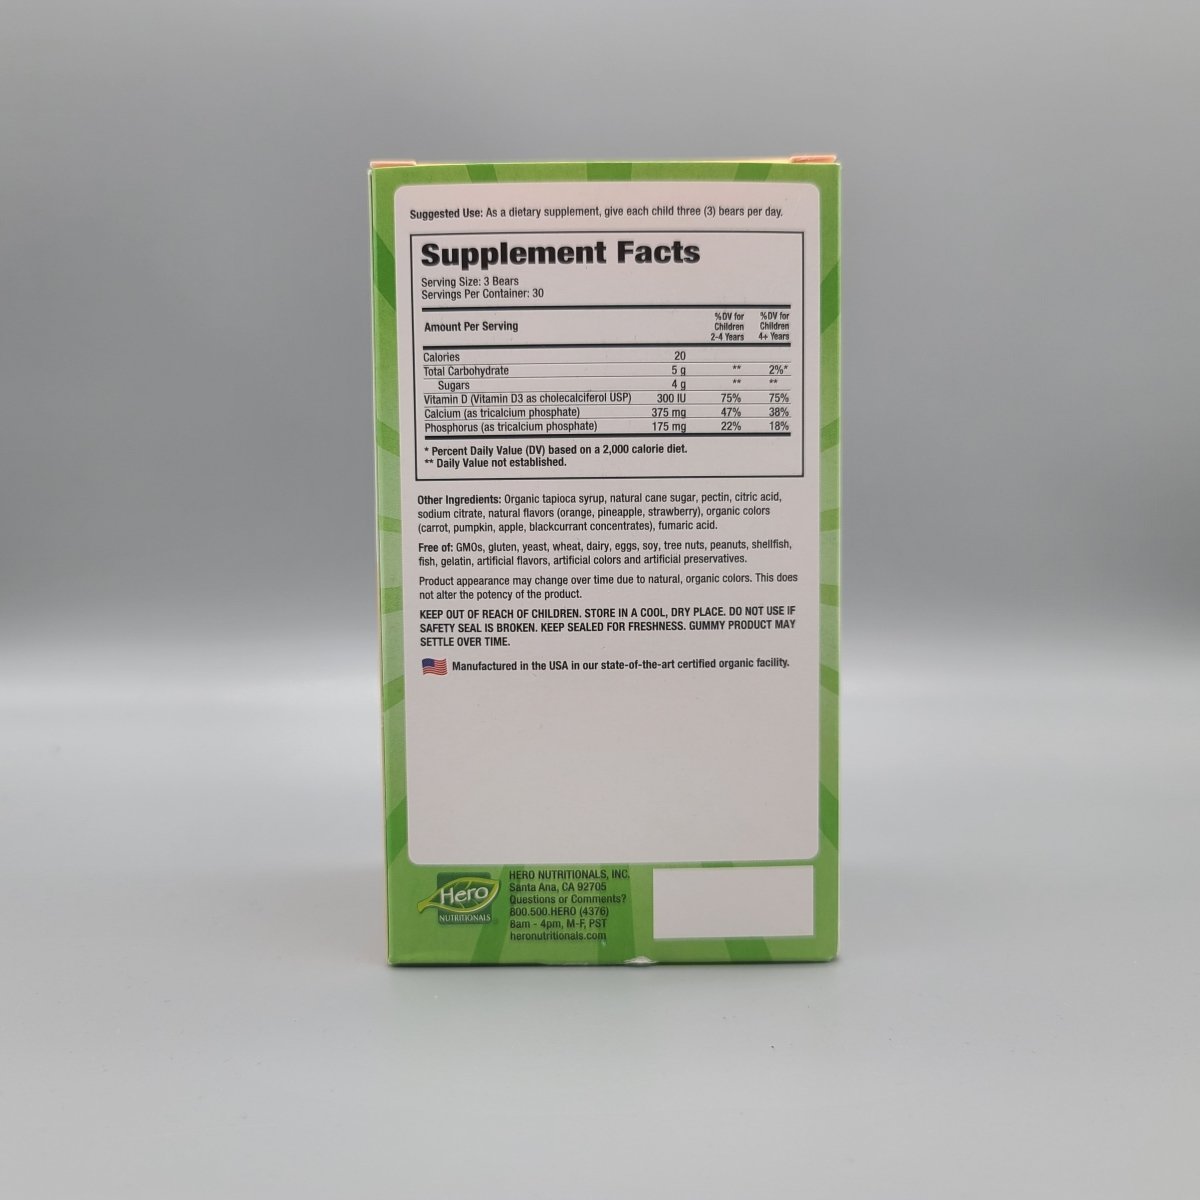 Suggested Use: As a dietary supplement, give each child three (3) bears per day.
Supplement Facts
Serving Size: 3 Bears
Servings Per Container: 30
Amount Per Serving
%DV for Children 2-4 Years
%DV for Children 4+ Years
Calories 20
Total Carbohydrate 5 g ** 2%*
Sugars 4 g ** **
Vitamin D (Vitamin D3 as cholecalciferol USP) 300 IU 75% 75%
Calcium (as tricalcium phosphate) 375 mg 47% 38%
Phosphorus (as tricalcium phosphate) 175 mg 22% 18%
* Percent Daily Value (DV) based on a 2,000 calorie diet.
** Daily Value not established.
Other Ingredients: Organic tapioca syrup, natural cane sugar, pectin, citric acid,
sodium citrate, natural flavors (orange, pineapple, strawberry), organic colors
(carrot, pumpkin, apple, blackcurrant concentrates), fumaric acid.
Free of: GMOs, gluten, yeast, wheat, dairy, eggs, soy, tree nuts, peanuts, shellfish,
fish, gelatin, artificial flavors, artificial colors and artificial preservatives.
Product appearance may change over time due to natural, organic colors. This does
not alter the potency of the product.
KEEP OUT OF REACH OF CHILDREN. STORE IN A COOL, DRY PLACE. DO NOT USE IF
SAFETY SEAL IS BROKEN. KEEP SEALED FOR FRESHNESS. GUMMY PRODUCT MAY
SETTLE OVER TIME.
Manufactured in the USA in our state-of-the-art certified organic facility.
Hero
NUTRITIONALS
HERO NUTRITIONALS, INC.
Santa Ana, CA 92705
Questions or Comments?
800.500.HERO (4376)
8am - 4pm, M-F, PST
heronutritionals.com